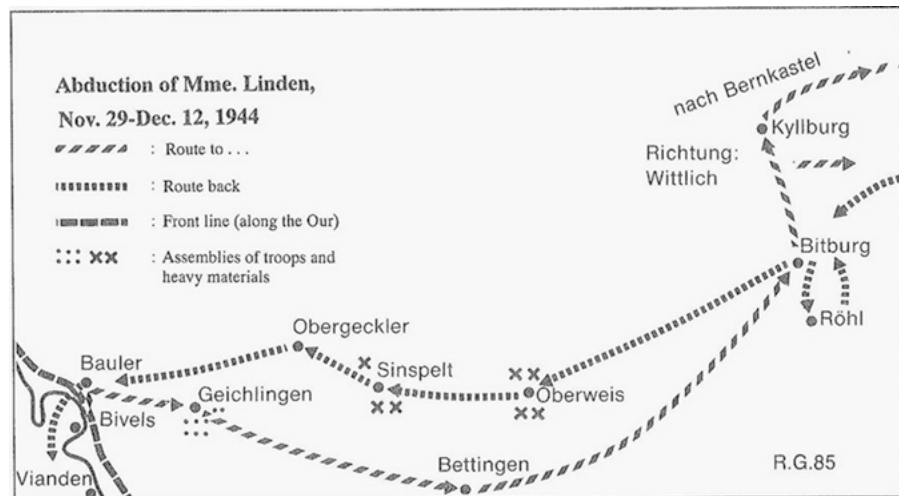 Abduction of Mme. Linden,
Nov. 29-Dec. 12, 1944
: Route to . . .
: Route back
: Front line (along the Our)
: Assemblies of troops and
heavy materials
nach Bernkastel
Kyllburg
Richtung:
Wittlich
Bitburg
Röhl
Obergeckler
Sinspelt
Oberweis
Bauler
Geichlingen
Bivels
Vianden
Bettingen
R.G.85